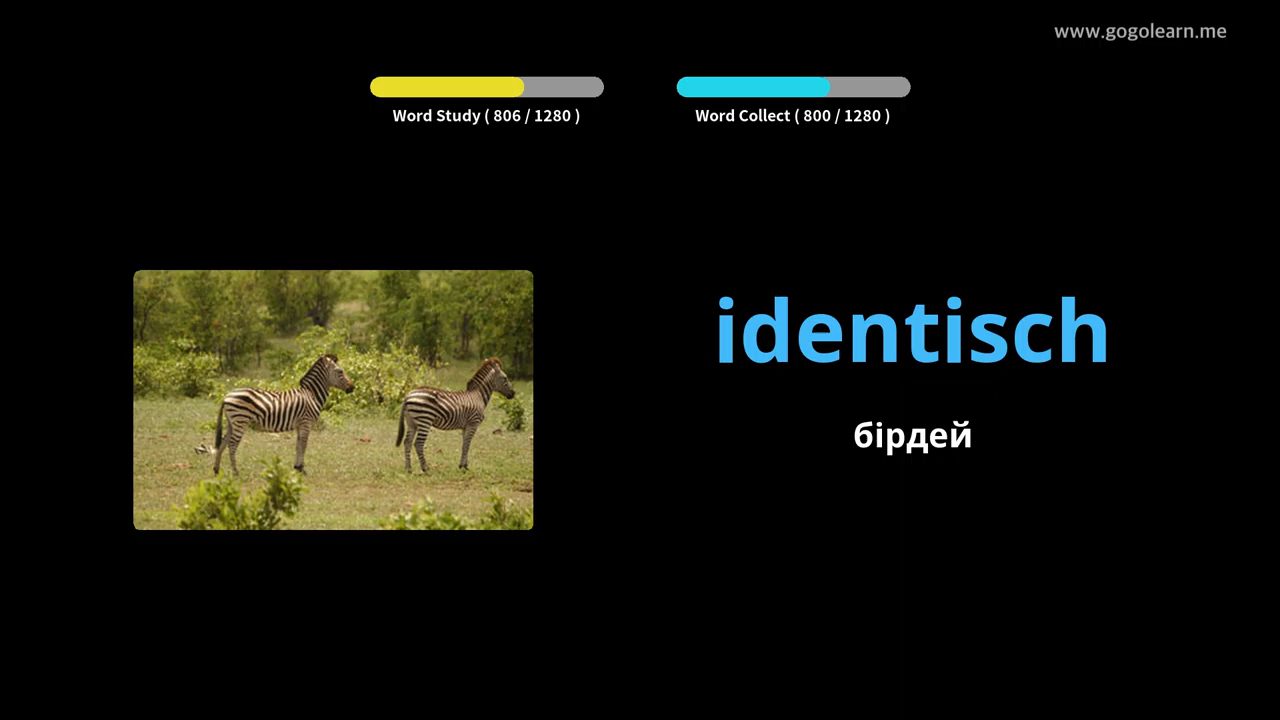 www.gogolearn.me
Word Study ( 806 / 1280 )
Word Collect ( 800 / 1280 )
identisch
бірдей